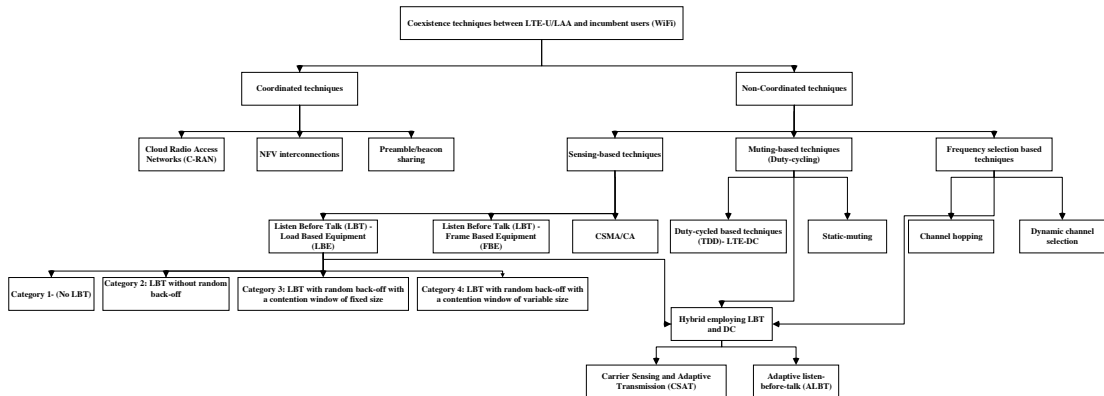 Coexistence techniques between LTE-U/LAA and incumbent users (WiFi)
Coordinated techniques
Non-Coordinated techniques
Cloud Radio Access
Networks (C-RAN)
NFV interconnections
Preamble/beacon
sharing
Sensing-based techniques
Muting-based techniques
(Duty-cycling)
Frequency selection based
techniques
Listen Before Talk (LBT) -
Load Based Equipment
(LBE)
Listen Before Talk (LBT) -
Frame Based Equipment
(FBE)
CSMA/CA
Duty-cycled based techniques
(TDD)- LTE-DC
Static-muting
Channel hopping
Dynamic channel
selection
Category 1- (No LBT)
Category 2: LBT without random
back-off
Category 3: LBT with random back-off with
a contention window of fixed size
Category 4: LBT with random back-off with
a contention window of variable size
Hybrid employing LBT
and DC
Carrier Sensing and Adaptive
Transmission (CSAT)
Adaptive listen-
before-talk (ALBT)